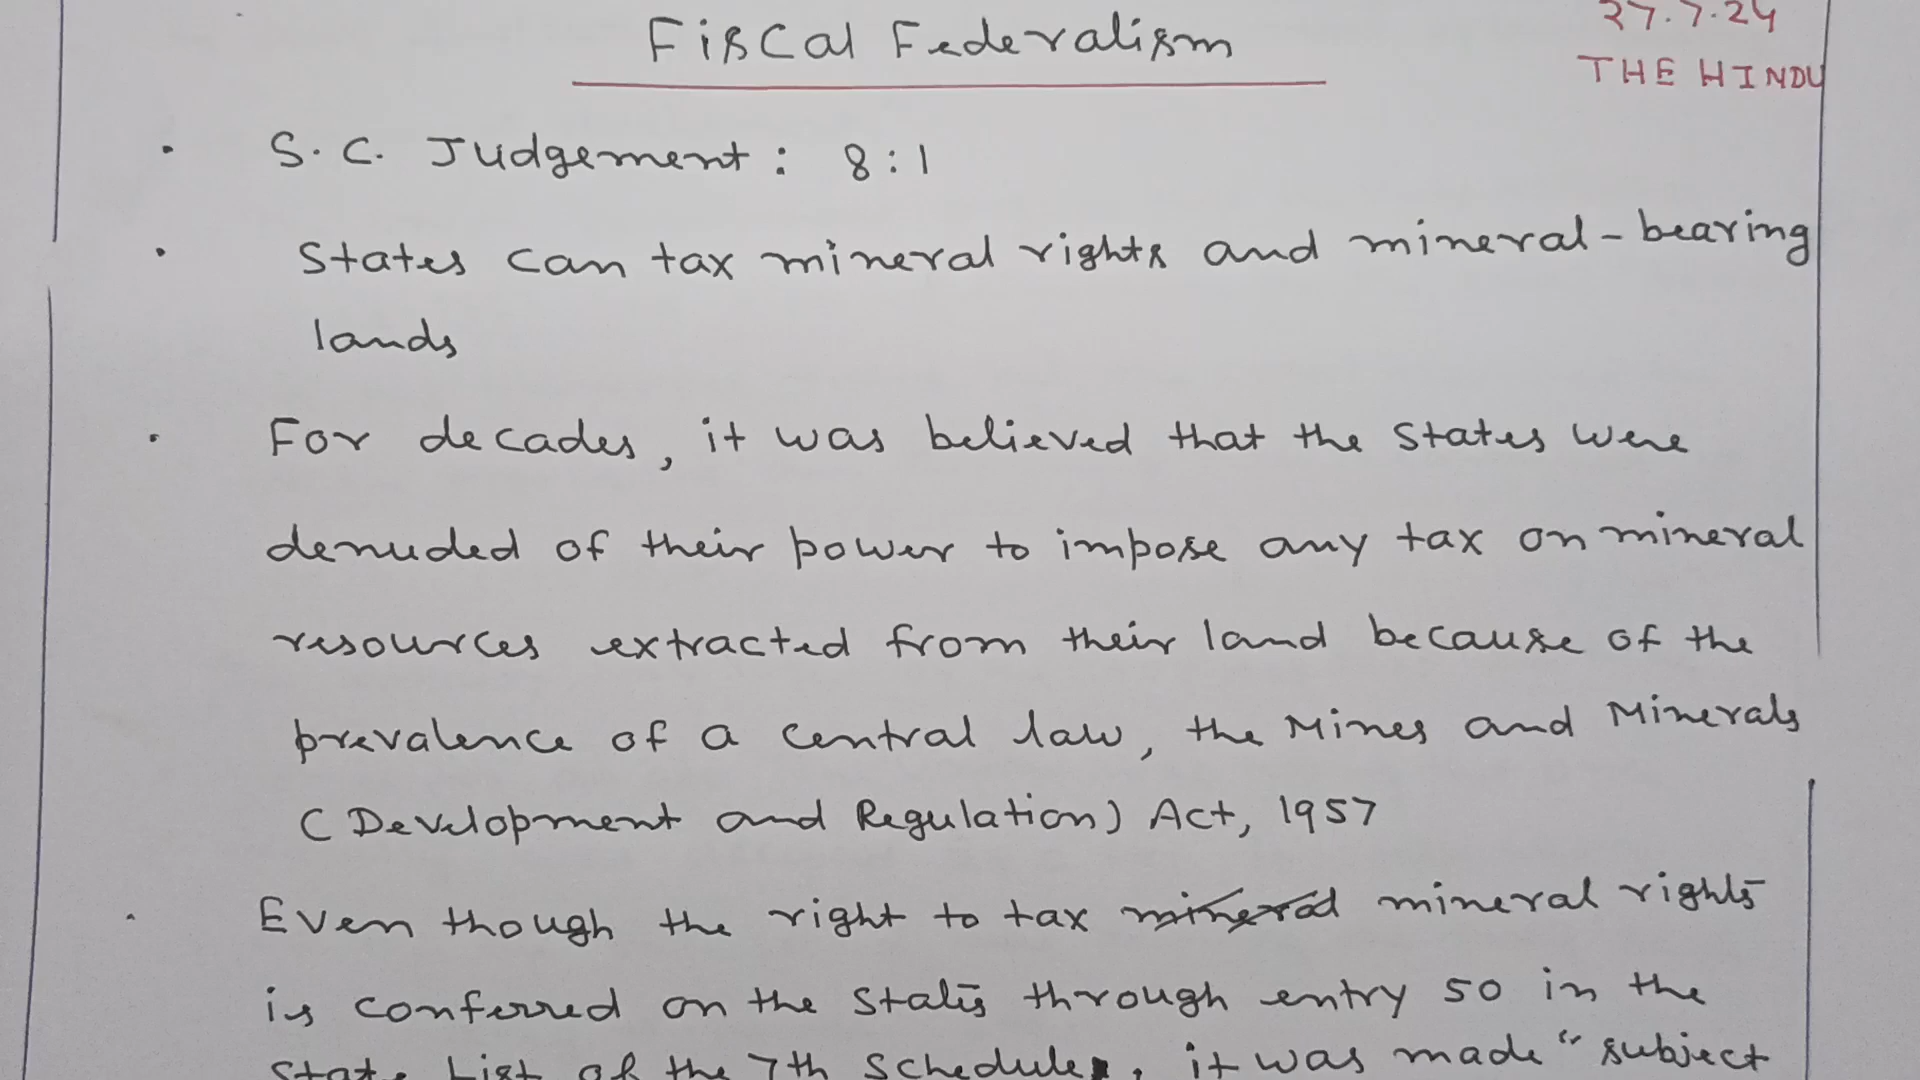 Fiscal Federalism
27.7.24
THE HINDU
. S.C. Judgement : 8:1
. States can tax mineral rights and mineral-bearing
lands
. For decades, it was believed that the States were
denuded of their power to impose any tax on mineral
resources extracted from their land because of the
prevalence of a central law, the Mines and Minerals
(Development and Regulation) Act, 1957
. Even though the right to tax mineral mineral rights
is conferred on the States through entry 50 in the
State List of the 7th Schedule, it was made "subject